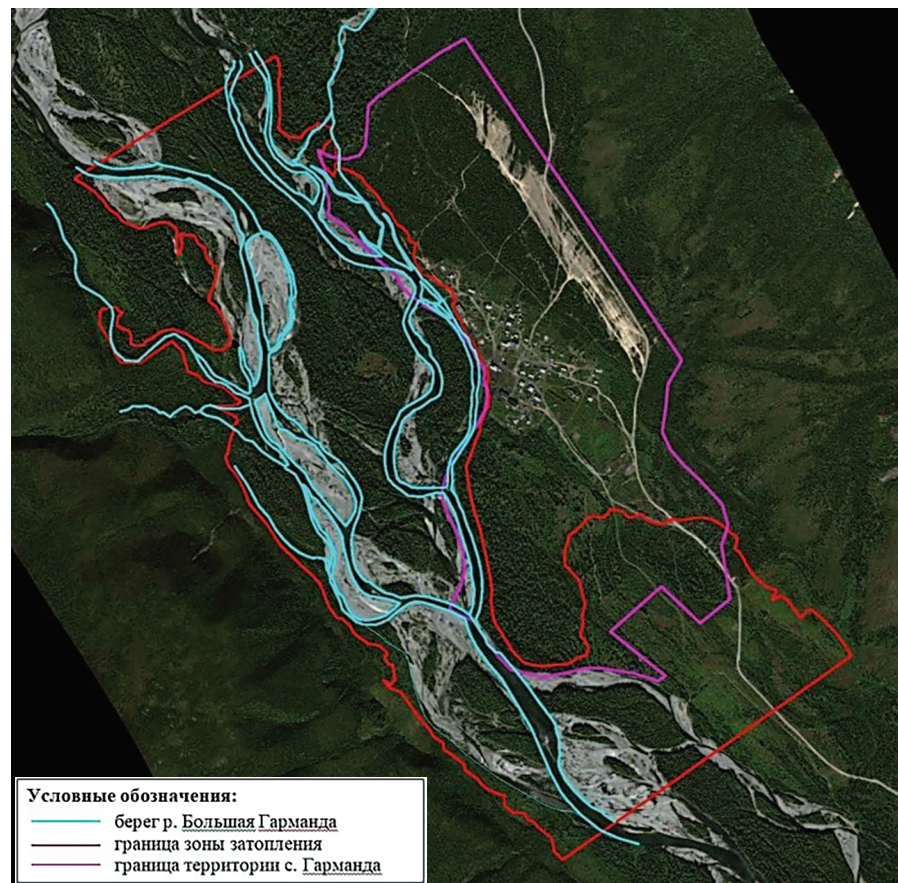 Условные обозначения:
берег р. Большая Гарманда
граница зоны затопления
граница территории с. Гарманда